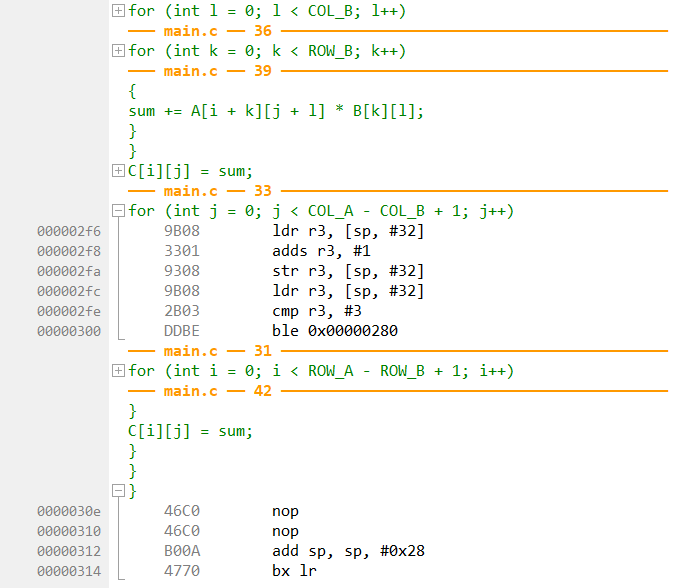 for (int l = 0; l < COL_B; l++)
main.c 36
for (int k = 0; k < ROW_B; k++)
main.c 39
{
sum += A[i + k][j + l] * B[k][l];
}
}
C[i][j] = sum;
main.c 33
for (int j = 0; j < COL_A - COL_B + 1; j++)
000002f6 9B08 ldr r3, [sp, #32]
000002f8 3301 adds r3, #1
000002fa 9308 str r3, [sp, #32]
000002fc 9B08 ldr r3, [sp, #32]
000002fe 2B03 cmp r3, #3
00000300 DDBE ble 0x00000280
main.c 31
for (int i = 0; i < ROW_A - ROW_B + 1; i++)
main.c 42
}
C[i][j] = sum;
}
}
}
0000030e 46C0 nop
00000310 46C0 nop
00000312 B00A add sp, sp, #0x28
00000314 4770 bx lr